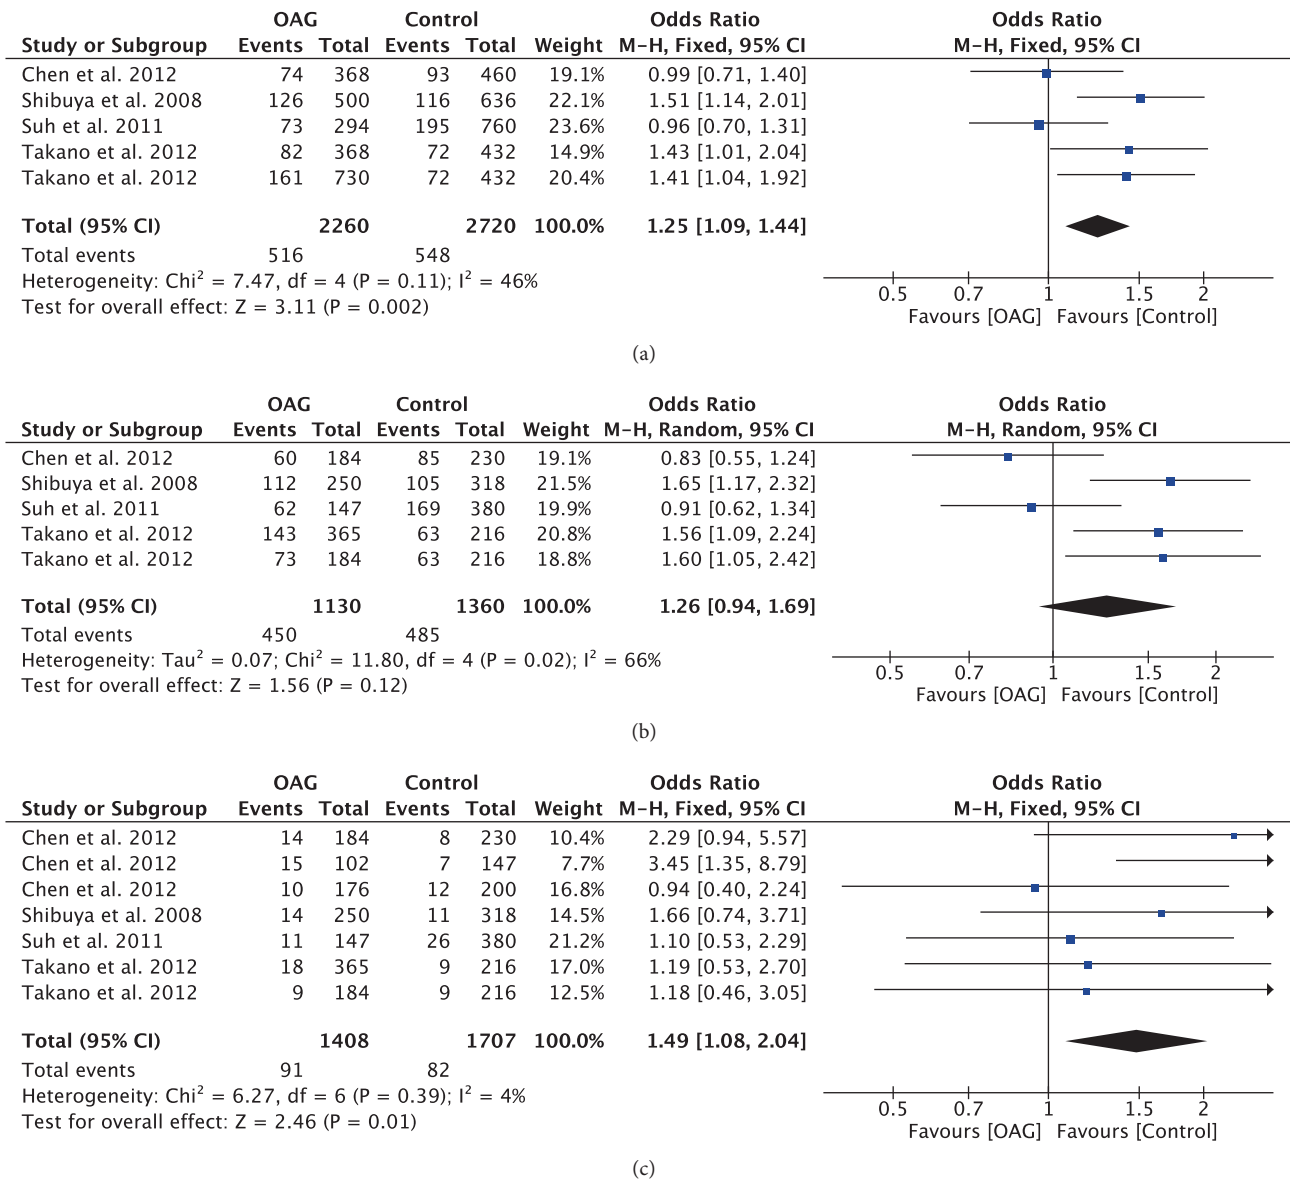 OAG Control Odds Ratio Odds Ratio
Study or Subgroup Events Total Events Total Weight M-H, Fixed, 95% CI M-H, Fixed, 95% CI
Chen et al. 2012 74 368 93 460 19.1% 0.99 [0.71, 1.40]
Shibuya et al. 2008 126 500 116 636 22.1% 1.51 [1.14, 2.01]
Suh et al. 2011 73 294 195 760 23.6% 0.96 [0.70, 1.31]
Takano et al. 2012 82 368 72 432 14.9% 1.43 [1.01, 2.04]
Takano et al. 2012 161 730 72 432 20.4% 1.41 [1.04, 1.92]
Total (95% CI) 2260 2720 100.0% 1.25 [1.09, 1.44]
Total events 516 548
Heterogeneity: Chi² = 7.47, df = 4 (P = 0.11); I² = 46%
Test for overall effect: Z = 3.11 (P = 0.002)
0.5 0.7 1 1.5 2
Favours [OAG] Favours [Control]
(a)
OAG Control Odds Ratio Odds Ratio
Study or Subgroup Events Total Events Total Weight M-H, Random, 95% CI M-H, Random, 95% CI
Chen et al. 2012 60 184 85 230 19.1% 0.83 [0.55, 1.24]
Shibuya et al. 2008 112 250 105 318 21.5% 1.65 [1.17, 2.32]
Suh et al. 2011 62 147 169 380 19.9% 0.91 [0.62, 1.34]
Takano et al. 2012 143 365 63 216 20.8% 1.56 [1.09, 2.24]
Takano et al. 2012 73 184 63 216 18.8% 1.60 [1.05, 2.42]
Total (95% CI) 1130 1360 100.0% 1.26 [0.94, 1.69]
Total events 450 485
Heterogeneity: Tau² = 0.07; Chi² = 11.80, df = 4 (P = 0.02); I² = 66%
Test for overall effect: Z = 1.56 (P = 0.12)
0.5 0.7 1 1.5 2
Favours [OAG] Favours [Control]
(b)
OAG Control Odds Ratio Odds Ratio
Study or Subgroup Events Total Events Total Weight M-H, Fixed, 95% CI M-H, Fixed, 95% CI
Chen et al. 2012 14 184 8 230 10.4% 2.29 [0.94, 5.57]
Chen et al. 2012 15 102 7 147 7.7% 3.45 [1.35, 8.79]
Chen et al. 2012 10 176 12 200 16.8% 0.94 [0.40, 2.24]
Shibuya et al. 2008 14 250 11 318 14.5% 1.66 [0.74, 3.71]
Suh et al. 2011 11 147 26 380 21.2% 1.10 [0.53, 2.29]
Takano et al. 2012 18 365 9 216 17.0% 1.19 [0.53, 2.70]
Takano et al. 2012 9 184 9 216 12.5% 1.18 [0.46, 3.05]
Total (95% CI) 1408 1707 100.0% 1.49 [1.08, 2.04]
Total events 91 82
Heterogeneity: Chi² = 6.27, df = 6 (P = 0.39); I² = 4%
Test for overall effect: Z = 2.46 (P = 0.01)
0.5 0.7 1 1.5 2
Favours [OAG] Favours [Control]
(c)